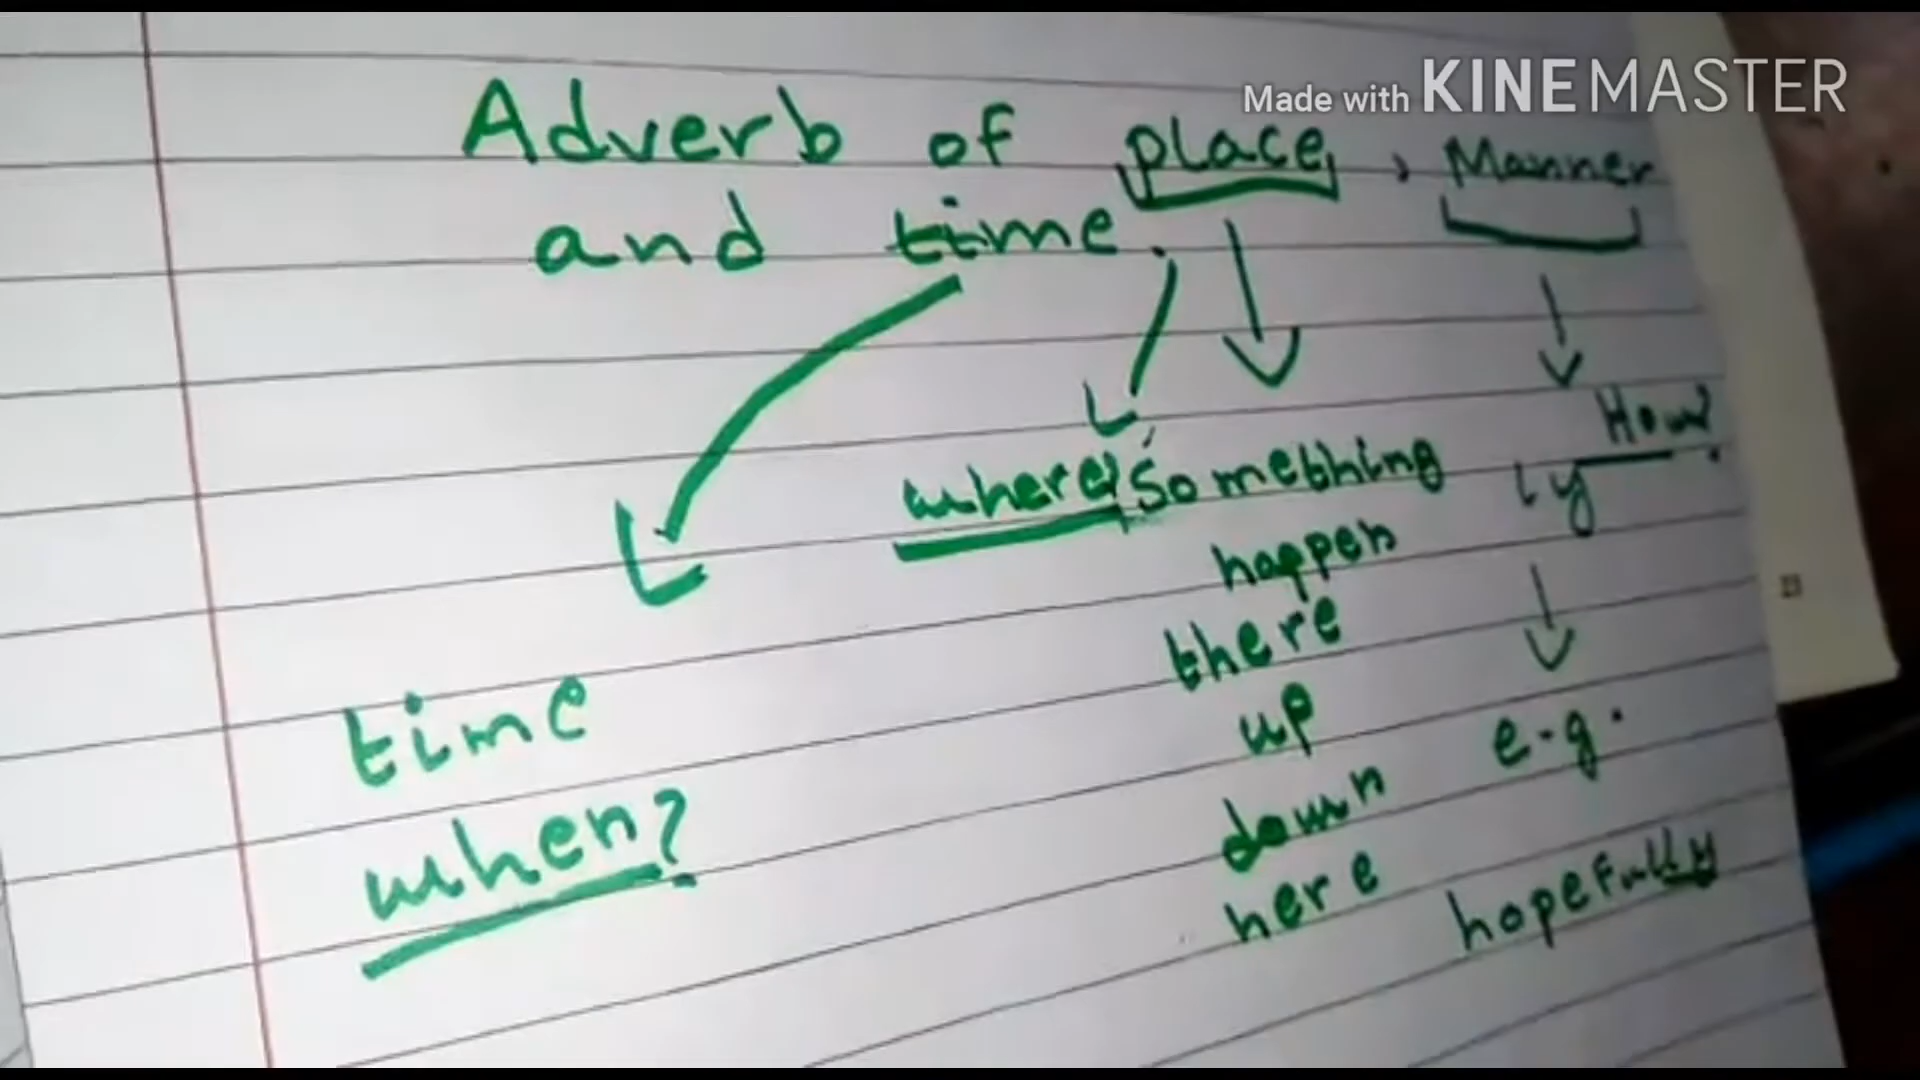 Made with KINEMASTER
Adverb of place, Manner
and time.
How?
where? Something ly
happen
there
up
e.g.
down
here
hopefully
time
when?
23